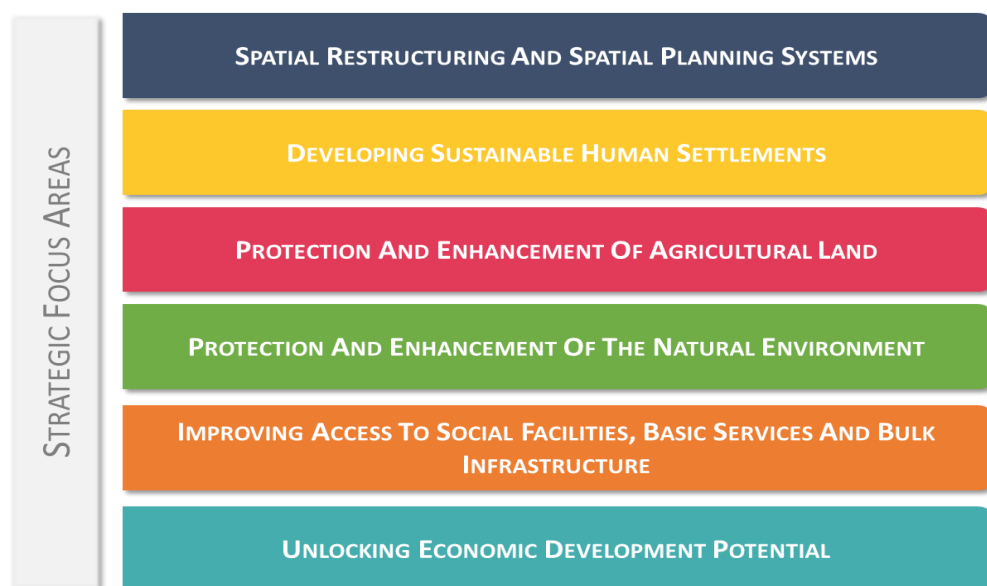 STRATEGIC FOCUS AREAS
SPATIAL RESTRUCTURING AND SPATIAL PLANNING SYSTEMS
DEVELOPING SUSTAINABLE HUMAN SETTLEMENTS
PROTECTION AND ENHANCEMENT OF AGRICULTURAL LAND
PROTECTION AND ENHANCEMENT OF THE NATURAL ENVIRONMENT
IMPROVING ACCESS TO SOCIAL FACILITIES, BASIC SERVICES AND BULK
INFRASTRUCTURE
UNLOCKING ECONOMIC DEVELOPMENT POTENTIAL